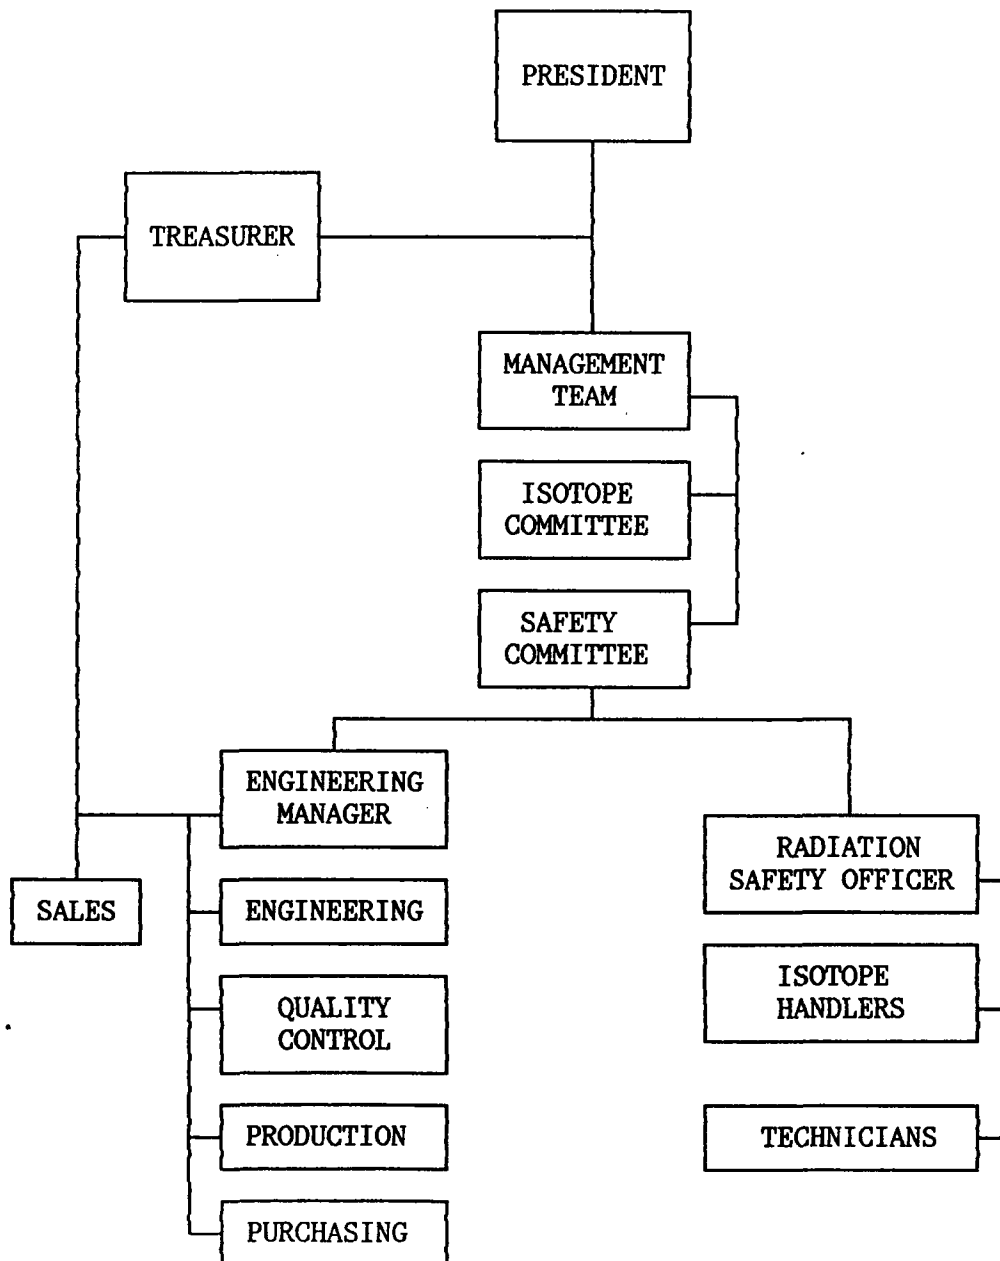 PRESIDENT
TREASURER
MANAGEMENT
TEAM
ISOTOPE
COMMITTEE
SAFETY
COMMITTEE
ENGINEERING
MANAGER
RADIATION
SAFETY OFFICER
SALES
ENGINEERING
ISOTOPE
HANDLERS
QUALITY
CONTROL
PRODUCTION
TECHNICIANS
PURCHASING